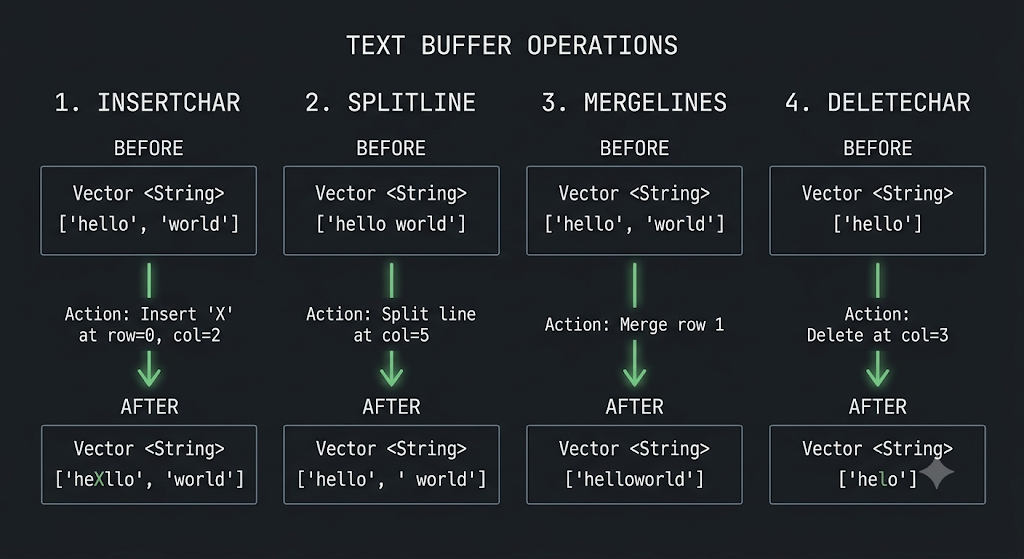 TEXT BUFFER OPERATIONS
1. INSERTCHAR
BEFORE
Vector <String>
['hello', 'world']
Action: Insert 'X'
at row=0, col=2
AFTER
Vector <String>
['heXllo', 'world']
2. SPLITLINE
BEFORE
Vector <String>
['hello world']
Action: Split line
at col=5
AFTER
Vector <String>
['hello', ' world']
3. MERGELINES
BEFORE
Vector <String>
['hello', 'world']
Action: Merge row 1
AFTER
Vector <String>
['helloworld']
4. DELETECHAR
BEFORE
Vector <String>
['hello']
Action:
Delete at col=3
AFTER
Vector <String>
['helo']